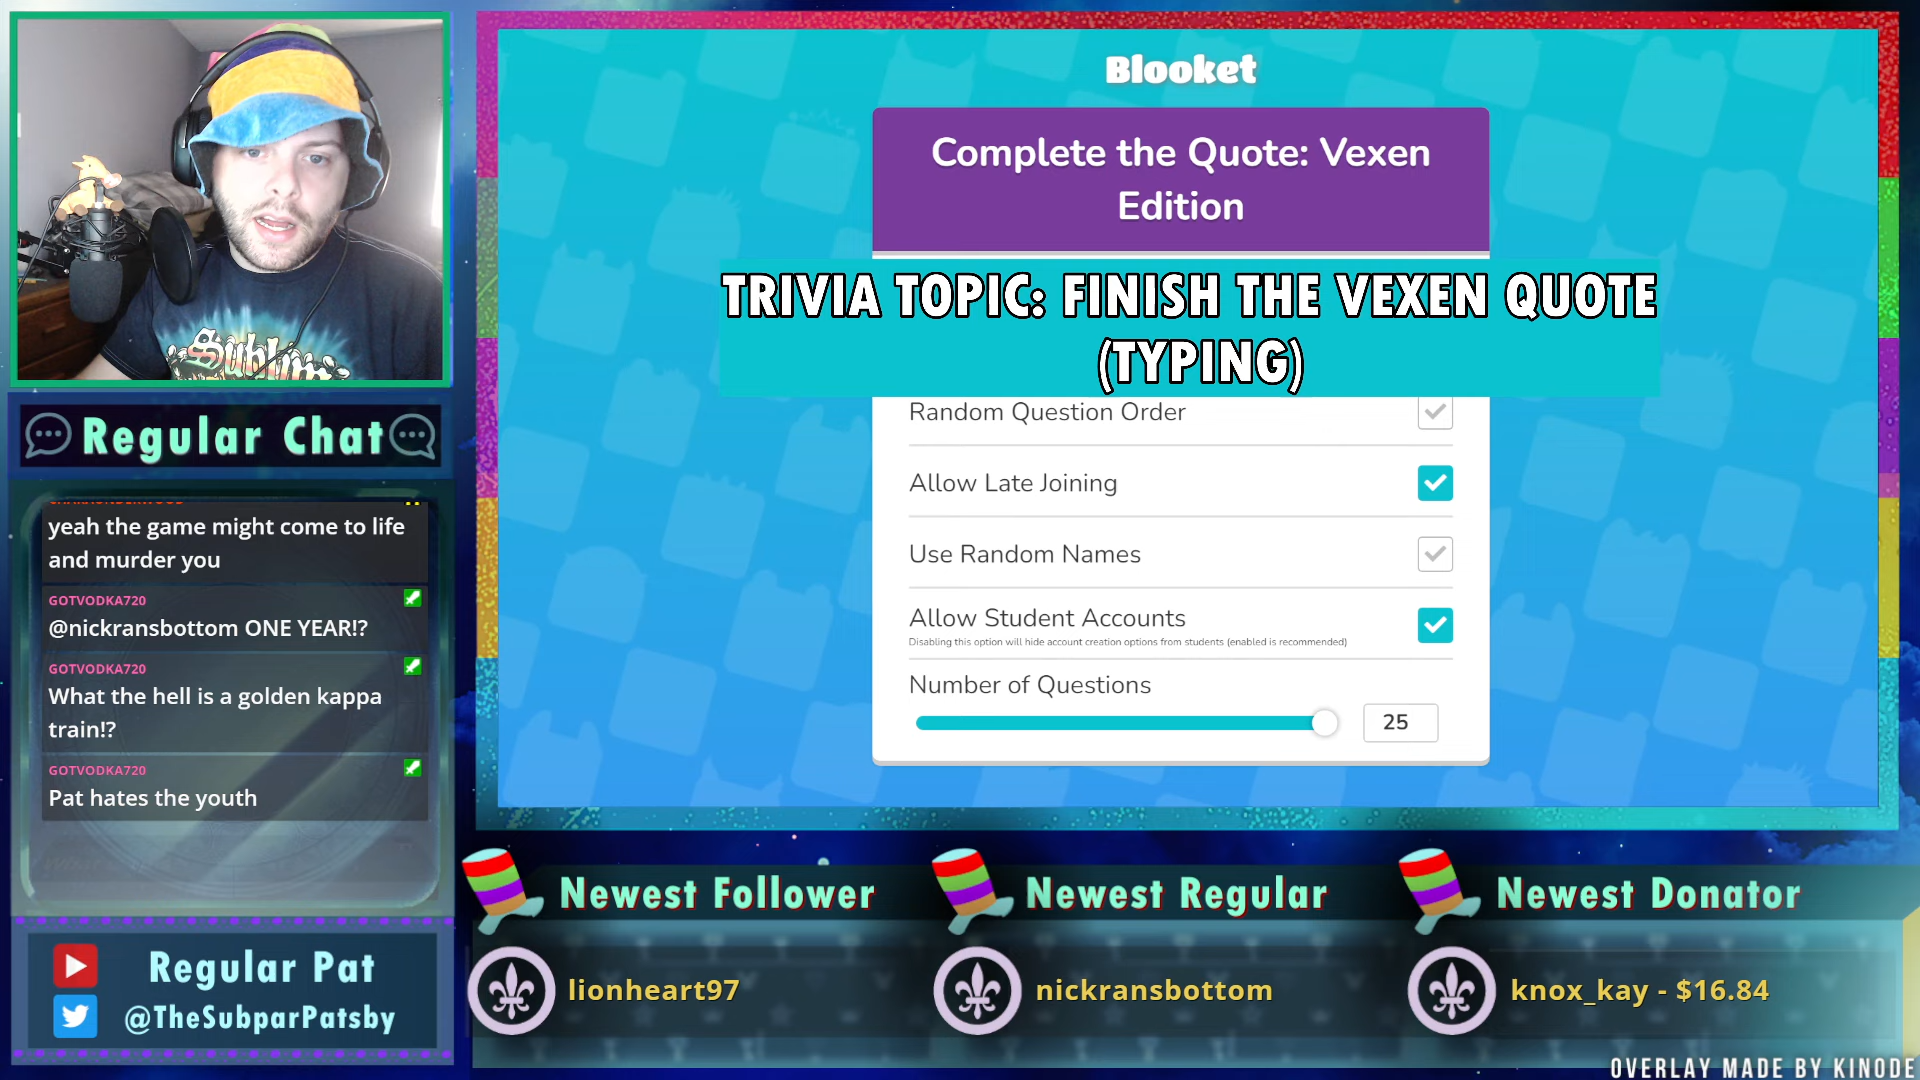 Blooket
Complete the Quote: Vexen
Edition
TRIVIA TOPIC: FINISH THE VEXEN QUOTE
(TYPING)
Random Question Order
Allow Late Joining
Use Random Names
Allow Student Accounts
Disabling this option will hide account creation options from students (enabled is recommended)
Number of Questions
25
Sublime
Regular Chat
yeah the game might come to life
and murder you
GOTVODKA720
@nickransbottom ONE YEAR!?
GOTVODKA720
What the hell is a golden kappa
train!?
GOTVODKA720
Pat hates the youth
Regular Pat
@TheSubparPatsby
Newest Follower
lionheart97
Newest Regular
nickransbottom
Newest Donator
knox_kay - $16.84
OVERLAY MADE BY KINODE